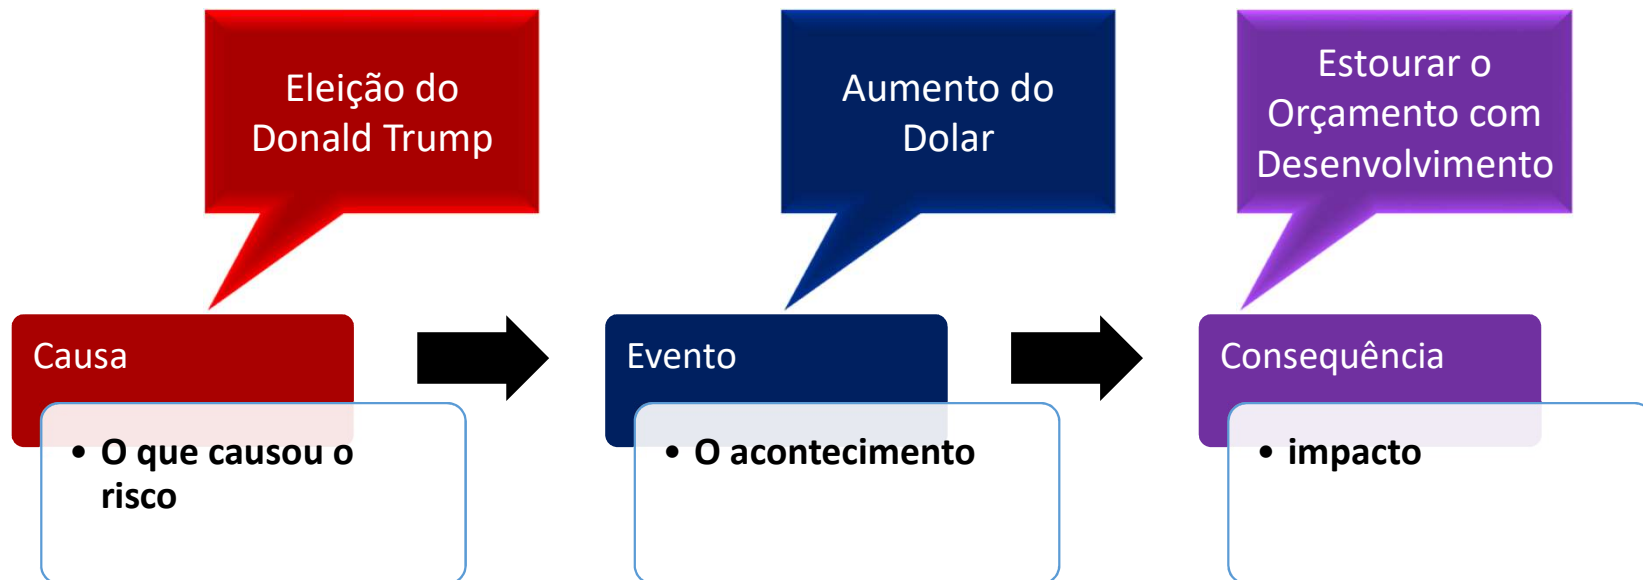 Eleição do
Donald Trump
Aumento do
Dolar
Estourar o
Orçamento com
Desenvolvimento
Causa
• O que causou o
risco
Evento
• O acontecimento
Consequência
• impacto